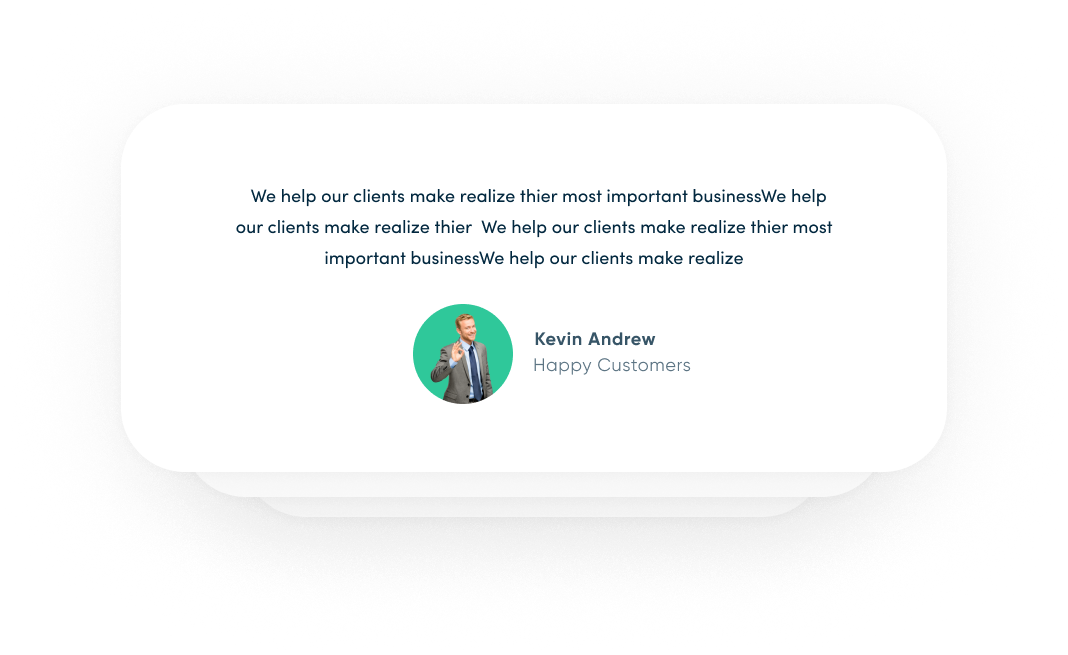 We help our clients make realize thier most important businessWe help
our clients make realize thier  We help our clients make realize thier most
important businessWe help our clients make realize
Kevin Andrew
Happy Customers